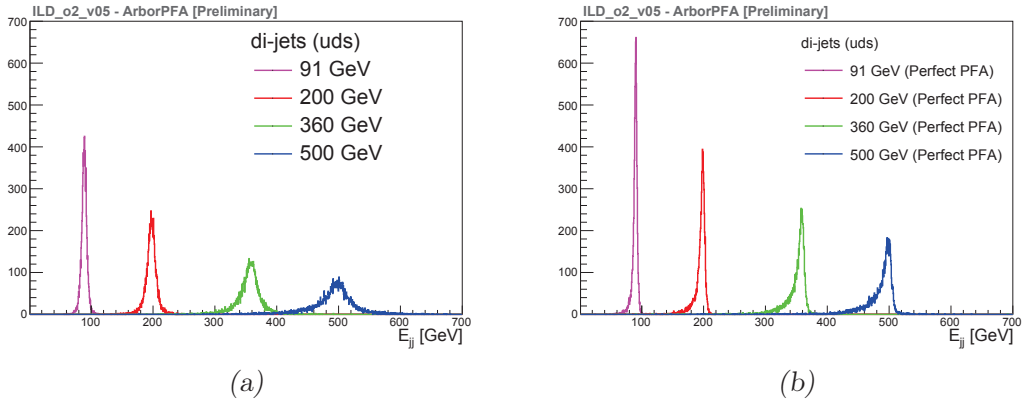 ILD_o2_v05 - ArborPFA [Preliminary]
700
600
500
400
300
200
100
0
di-jets (uds)
91 GeV
200 GeV
360 GeV
500 GeV
100 200 300 400 500 600 700
E_jj [GeV]
(a)
ILD_o2_v05 - ArborPFA [Preliminary]
700
600
500
400
300
200
100
0
di-jets (uds)
91 GeV (Perfect PFA)
200 GeV (Perfect PFA)
360 GeV (Perfect PFA)
500 GeV (Perfect PFA)
100 200 300 400 500 600 700
E_jj [GeV]
(b)